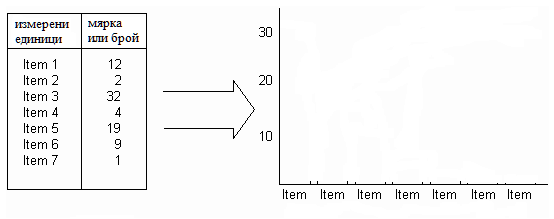 измерени единици
мярка или брой
Item 1 12
Item 2 2
Item 3 32
Item 4 4
Item 5 19
Item 6 9
Item 7 1
30
20
10
Item Item Item Item Item Item Item